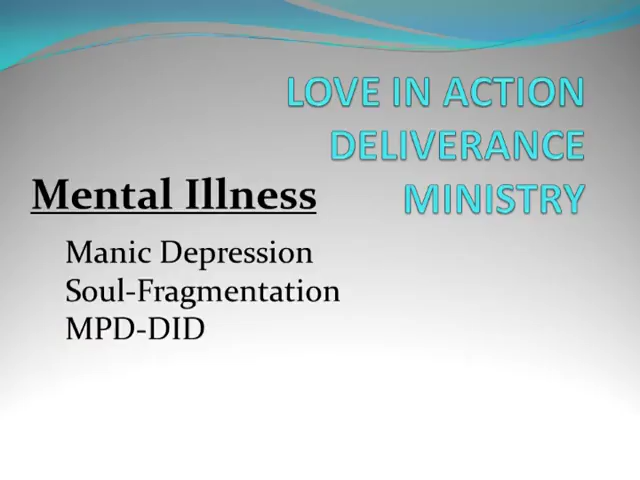 LOVE IN ACTION
DELIVERANCE
MINISTRY
Mental Illness
Manic Depression
Soul-Fragmentation
MPD-DID